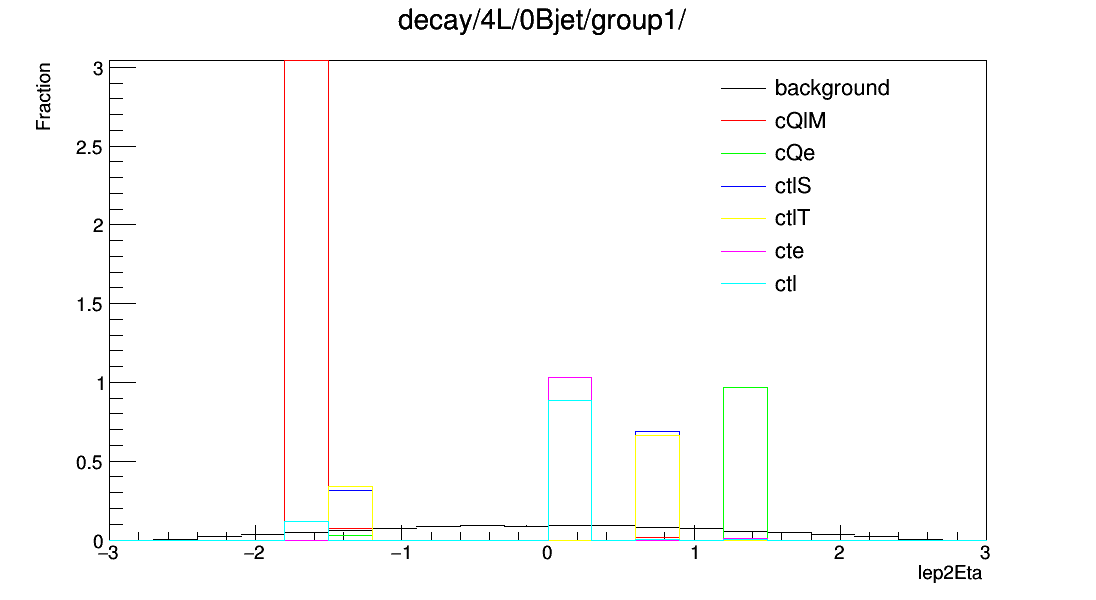 decay/4L/0Bjet/group1/
Fraction
3
2.5
2
1.5
1
0.5
0
background
cQlM
cQe
ctlS
ctlT
cte
ctl
−3
−2
−1
0
1
2
3
lep2Eta